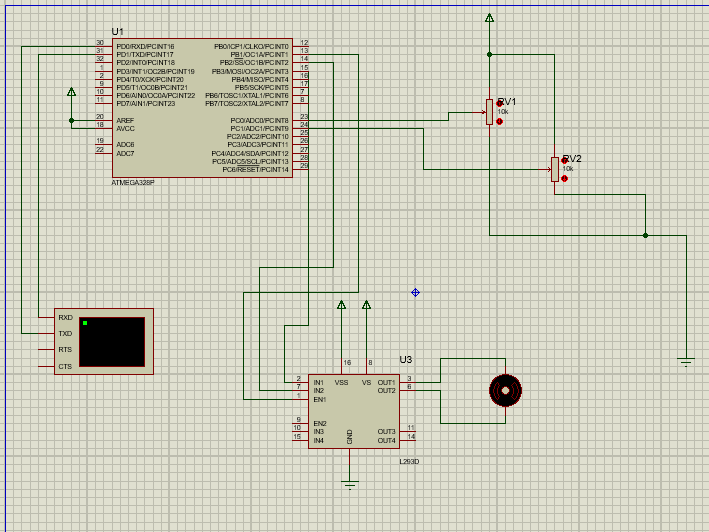 U1
30 PD0/RXD/PCINT16 PB0/ICP1/CLKO/PCINT0 12
31 PD1/TXD/PCINT17 PB1/OC1A/PCINT1 13
32 PD2/INT0/PCINT18 PB2/SS/OC1B/PCINT2 14
1 PD3/INT1/OC2B/PCINT19 PB3/MOSI/OC2A/PCINT3 15
2 PD4/T0/XCK/PCINT20 PB4/MISO/PCINT4 16
9 PD5/T1/OC0B/PCINT21 PB5/SCK/PCINT5 17
10 PD6/AIN0/OC0A/PCINT22 PB6/TOSC1/XTAL1/PCINT6 7
11 PD7/AIN1/PCINT23 PB7/TOSC2/XTAL2/PCINT7 8
20 AREF PC0/ADC0/PCINT8 23
18 AVCC PC1/ADC1/PCINT9 24
PC2/ADC2/PCINT10 25
19 ADC6 PC3/ADC3/PCINT11 26
22 ADC7 PC4/ADC4/SDA/PCINT12 27
PC5/ADC5/SCL/PCINT13 28
PC6/RESET/PCINT14 29
ATMEGA328P
RV1
10k
RV2
10k
RXD
TXD
RTS
CTS
U3
16 8
2 IN1 VSS VS OUT1 3
7 IN2 OUT2 6
1 EN1
9 EN2
10 IN3 OUT3 11
15 IN4 GND OUT4 14
L293D